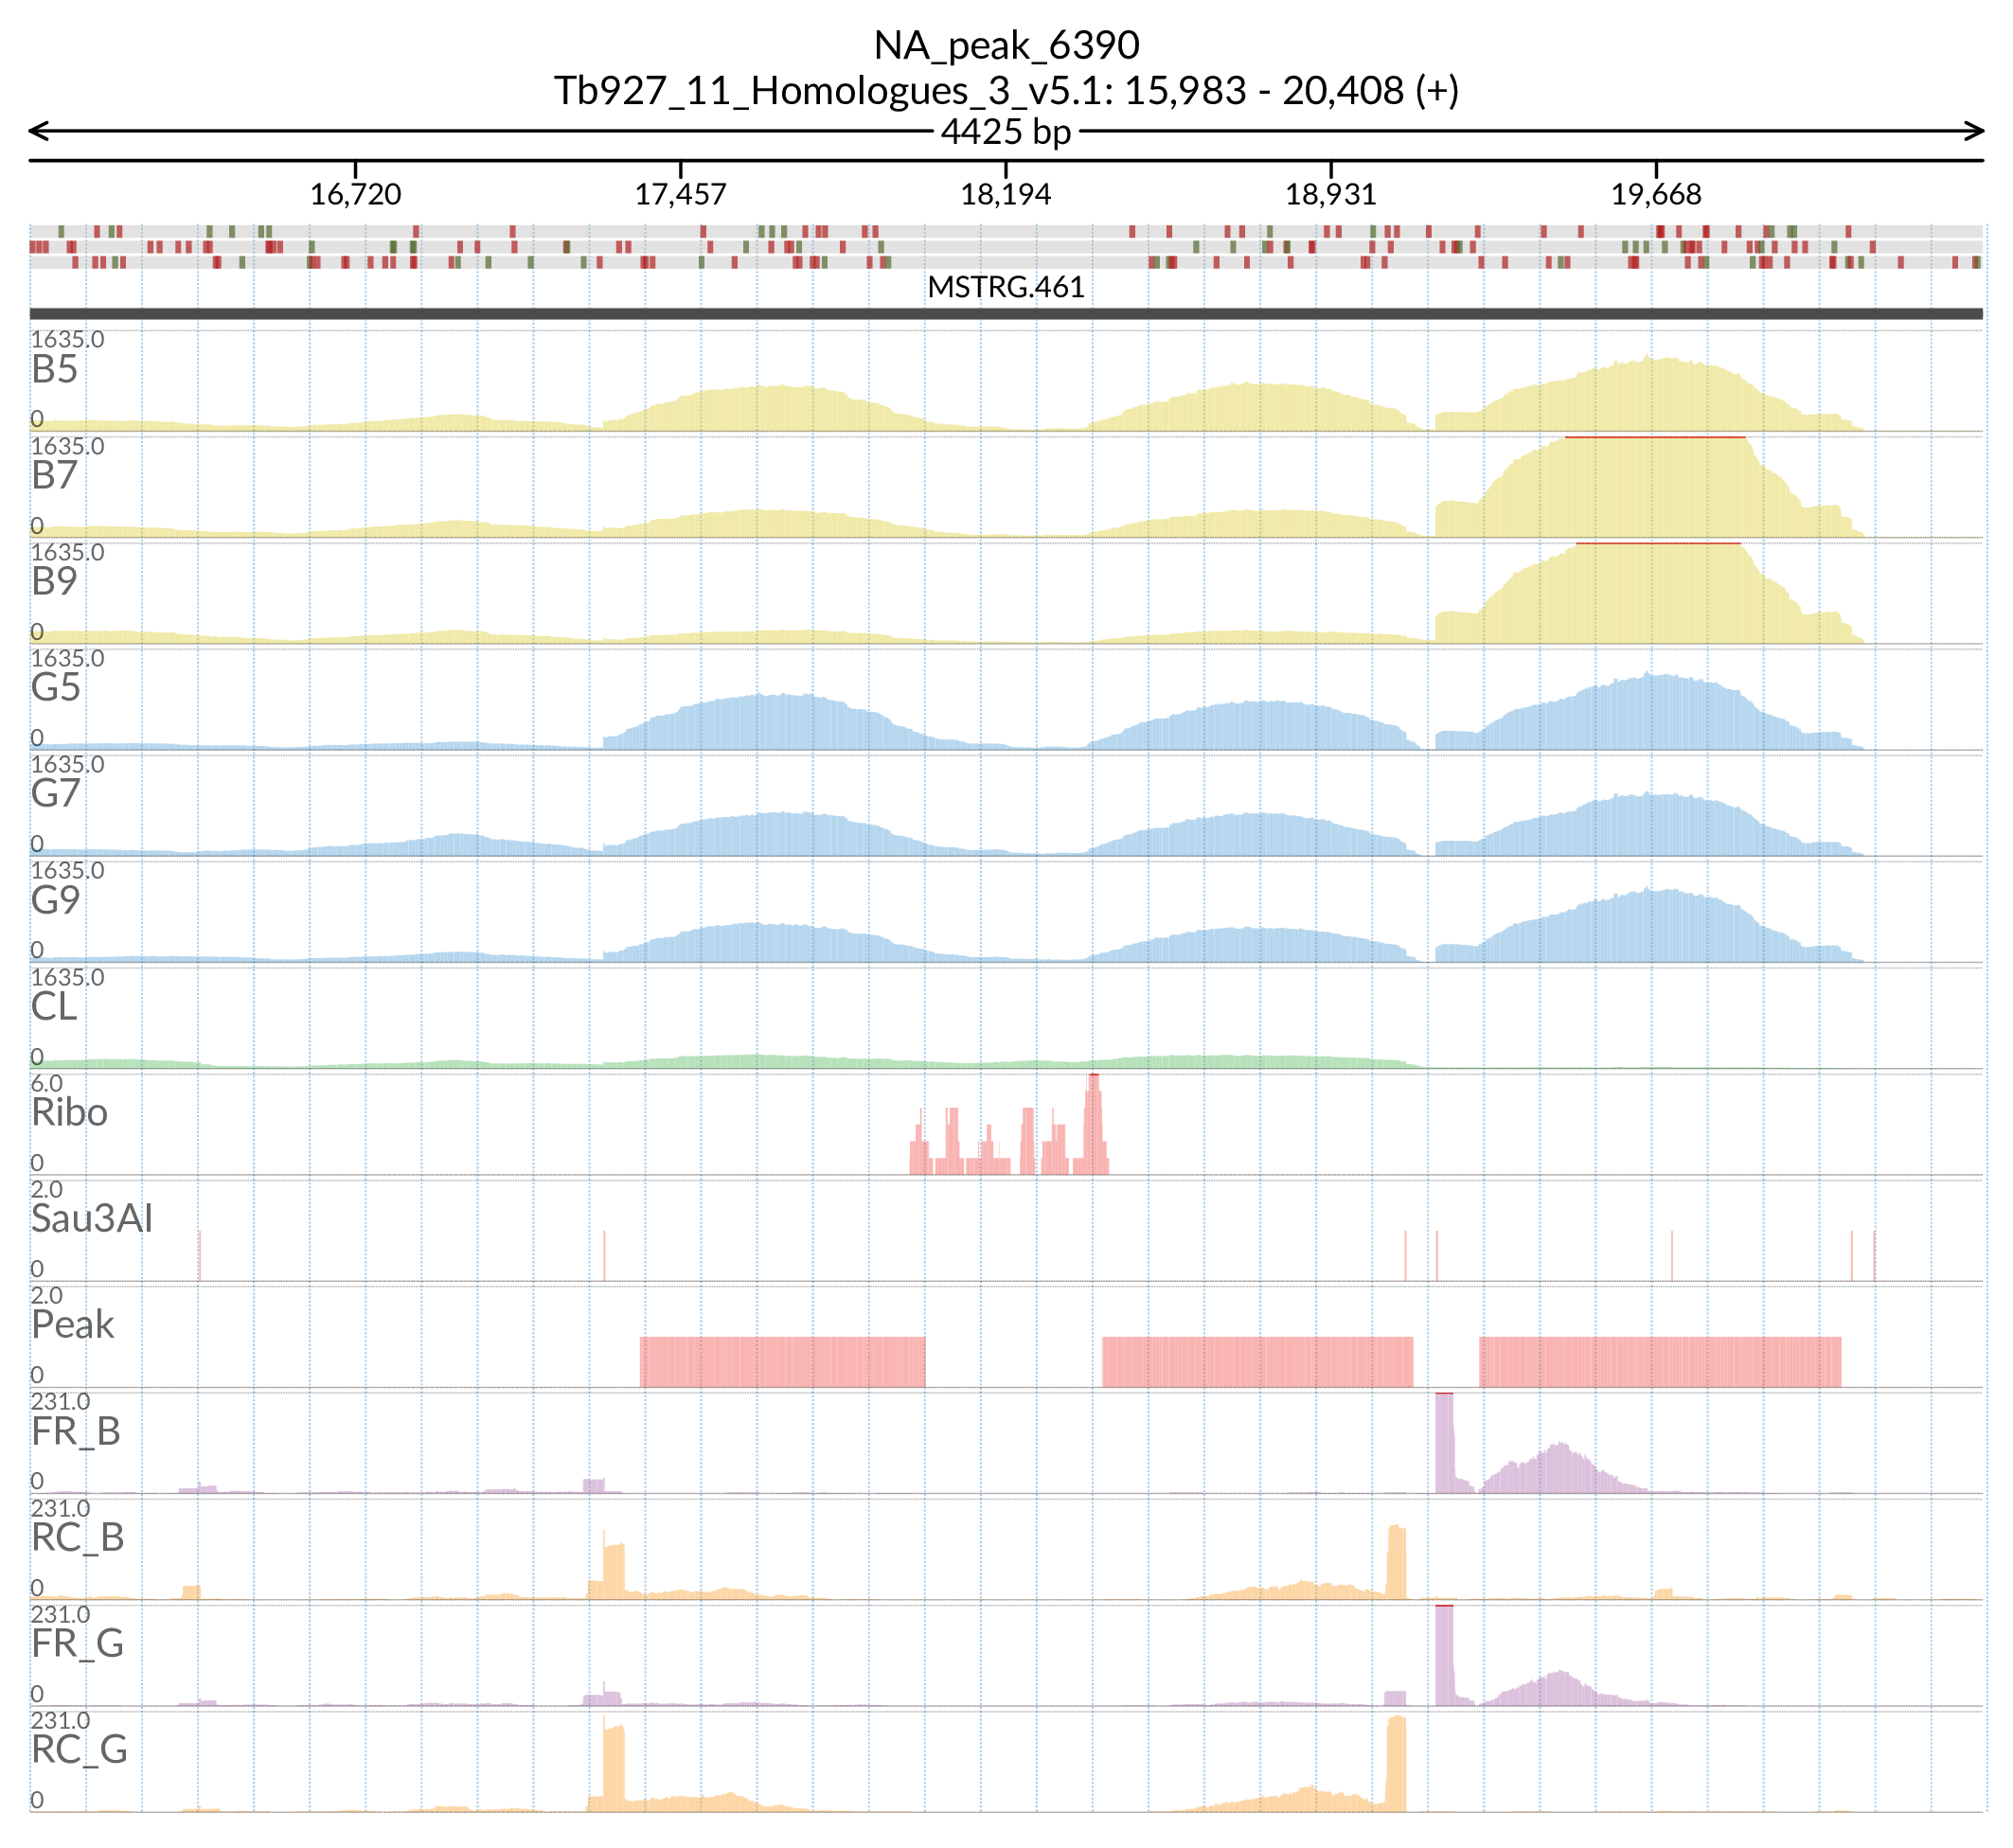 NA_peak_6390
Tb927_11_Homologues_3_v5.1: 15,983 - 20,408 (+)
4425 bp
16,720 17,457 18,194 18,931 19,668
MSTRG.461
1635.0
B5
0
1635.0
B7
0
1635.0
B9
0
1635.0
G5
0
1635.0
G7
0
1635.0
G9
0
1635.0
CL
0
6.0
Ribo
0
2.0
Sau3AI
0
2.0
Peak
0
231.0
FR_B
0
231.0
RC_B
0
231.0
FR_G
0
231.0
RC_G
0